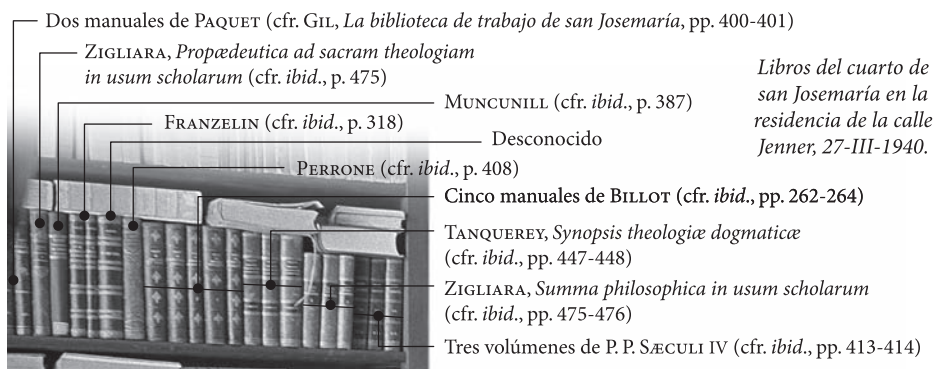 Dos manuales de PAQUET (cfr. GIL, La biblioteca de trabajo de san Josemaría, pp. 400-401)
ZIGLIARA, Propædeutica ad sacram theologiam
in usum scholarum (cfr. ibid., p. 475)
Libros del cuarto de
san Josemaría en la
residencia de la calle
Jenner, 27-III-1940.
MUNCUNILL (cfr. ibid., p. 387)
FRANZELIN (cfr. ibid., p. 318)
Desconocido
PERRONE (cfr. ibid., p. 408)
Cinco manuales de BILLOT (cfr. ibid., pp. 262-264)
TANQUEREY, Synopsis theologiæ dogmaticæ
(cfr. ibid., pp. 447-448)
ZIGLIARA, Summa philosophica in usum scholarum
(cfr. ibid., pp. 475-476)
Tres volúmenes de P. P. SÆCULI IV (cfr. ibid., pp. 413-414)